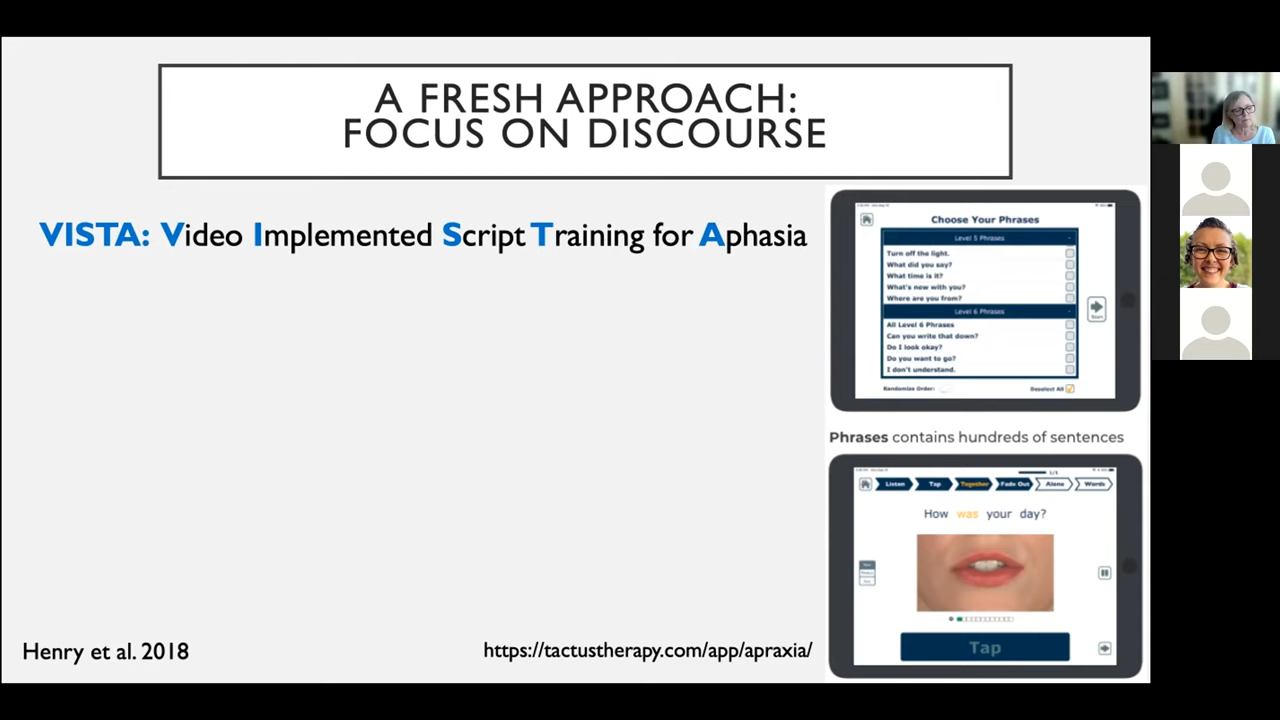 A FRESH APPROACH:
FOCUS ON DISCOURSE
VISTA: Video Implemented Script Training for Aphasia
Choose Your Phrases
Level 5 Phrases
Turn off the light.
What did you say?
What time is it?
What's new with you?
Where are you from?
Level 6 Phrases
All Level 6 Phrases
Can you write that down?
Do I look okay?
Do you want to go?
I don't understand.
Start
Randomize Order:
Deselect All
Phrases contains hundreds of sentences
Listen
Tap
Together
Fade Out
Alone
Words
How was your day?
Tap
Henry et al. 2018
https://tactustherapy.com/app/apraxia/